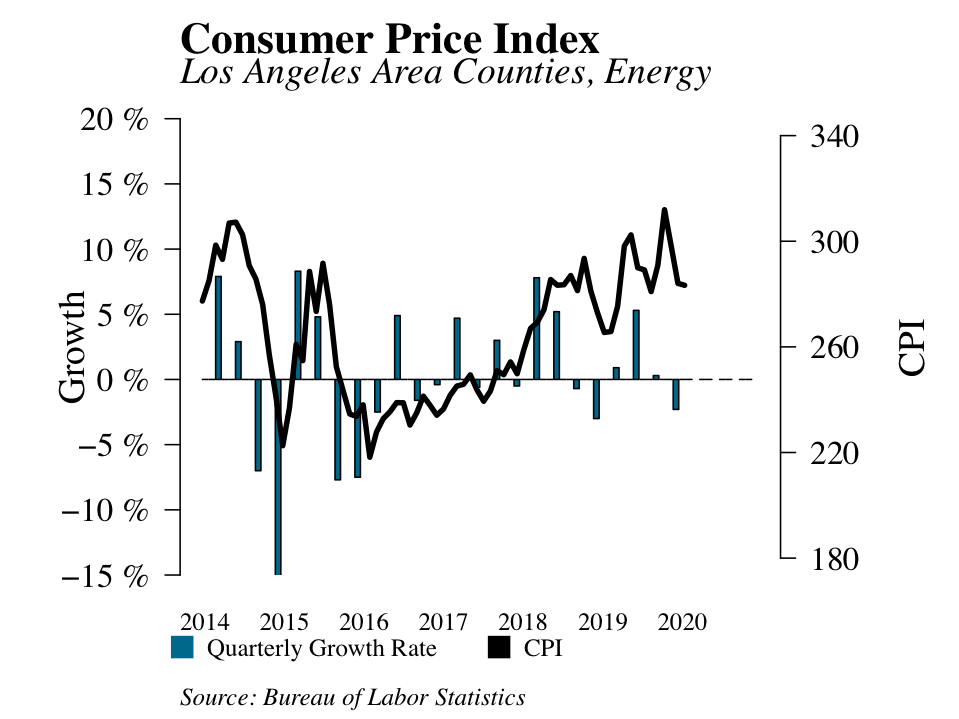 Consumer Price Index
Los Angeles Area Counties, Energy
20 %
15 %
10 %
5 %
0 %
−5 %
−10 %
−15 %
Growth
340
300
260
220
180
CPI
2014 2015 2016 2017 2018 2019 2020
Quarterly Growth Rate CPI
Source: Bureau of Labor Statistics